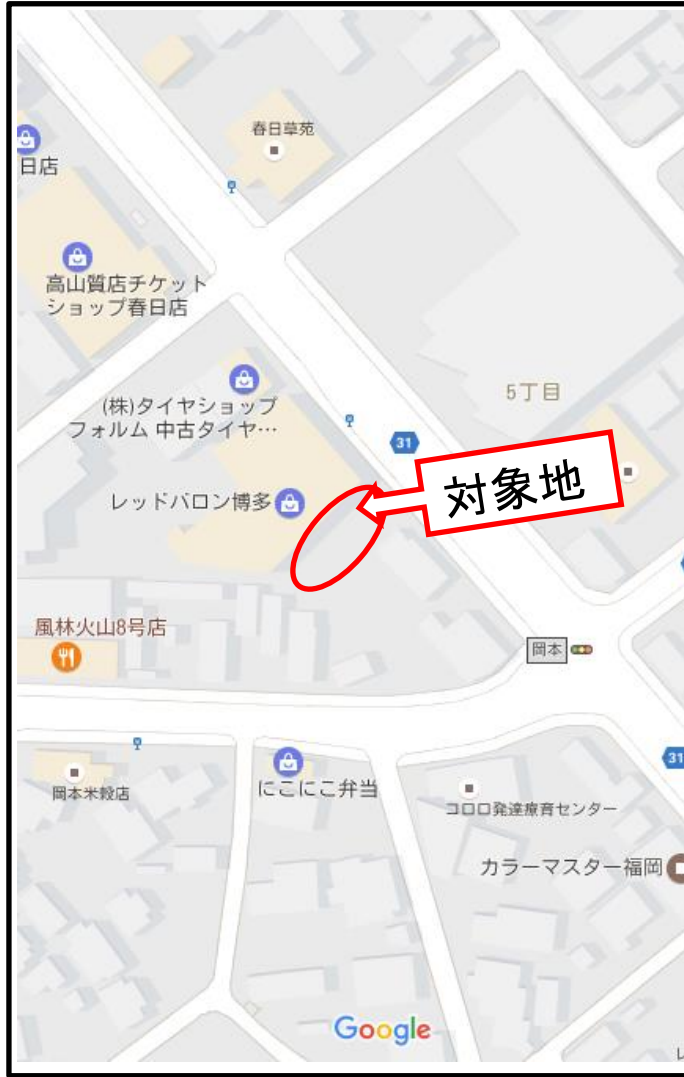 春日草苑
日店
高山質店チケット
ショップ春日店
5丁目
(株)タイヤショップ
フォルム 中古タイヤ…
31
対象地
レッドバロン博多
風林火山8号店
岡本
31
岡本米穀店
にこにこ弁当
コロロ発達療育センター
カラーマスター福岡
Google